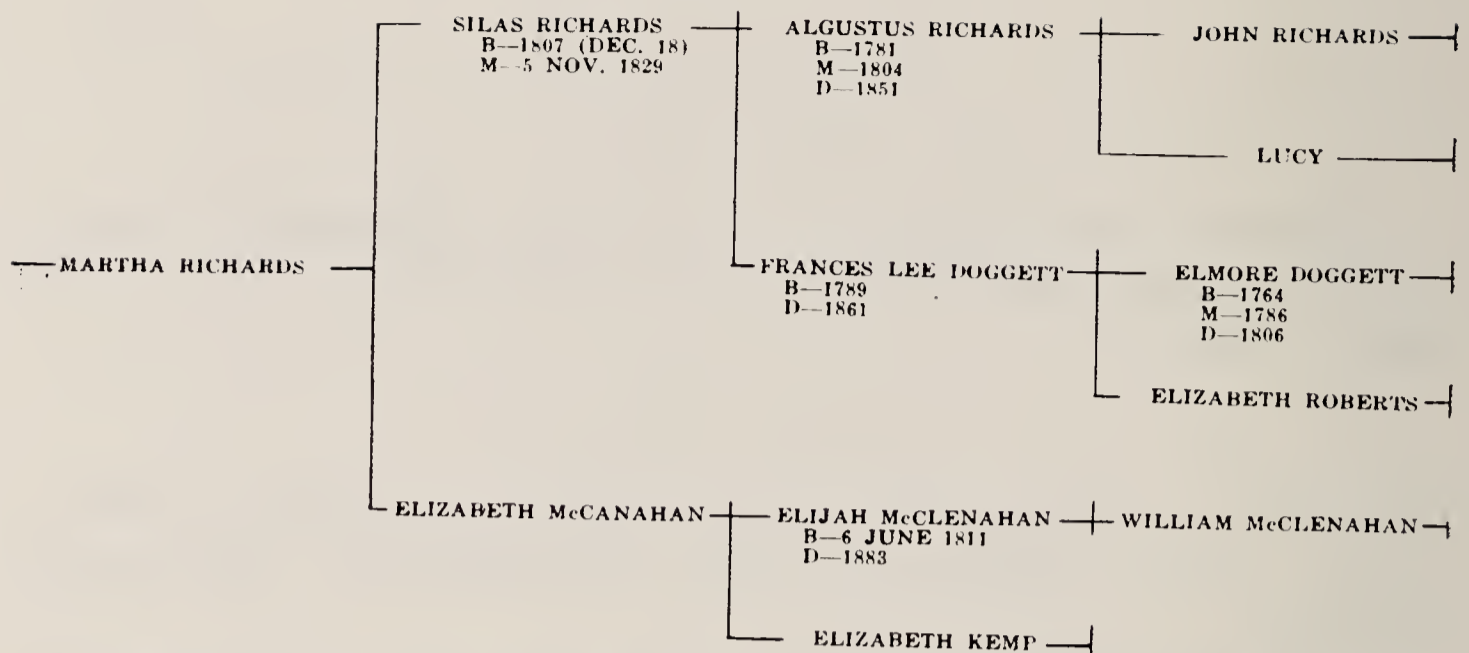 SILAS RICHARDS
B—1807 (DEC. 18)
M—5 NOV. 1829
ALGUSTUS RICHARDS
B—1781
M—1804
D—1851
JOHN RICHARDS
LUCY
MARTHA RICHARDS
FRANCES LEE DOGGETT
B—1789
D—1861
ELMORE DOGGETT
B—1764
M—1786
D—1806
ELIZABETH ROBERTS
ELIZABETH McCANAHAN
ELIJAH McCLENAHAN
B—6 JUNE 1811
D—1883
WILLIAM McCLENAHAN
ELIZABETH KEMP